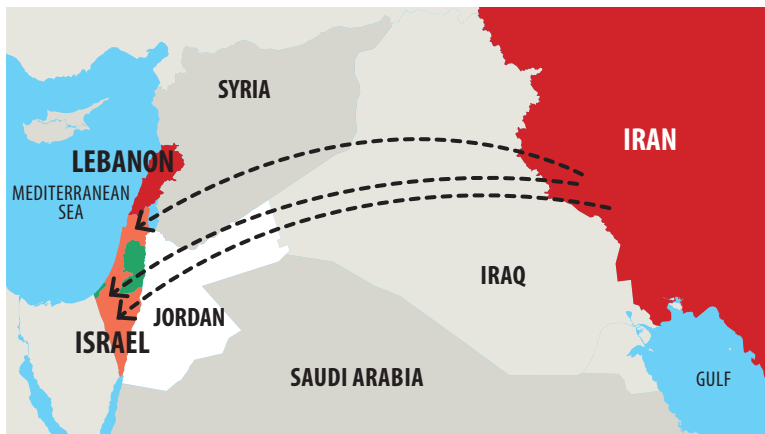 SYRIA
IRAN
LEBANON
MEDITERRANEAN
SEA
IRAQ
JORDAN
ISRAEL
SAUDI ARABIA
GULF